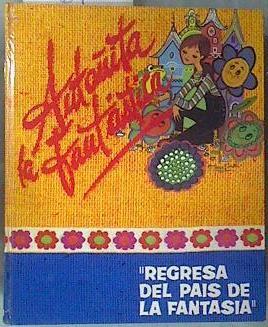 Antoñita
la fantástica
"REGRESA
DEL PAIS DE
LA FANTASIA"